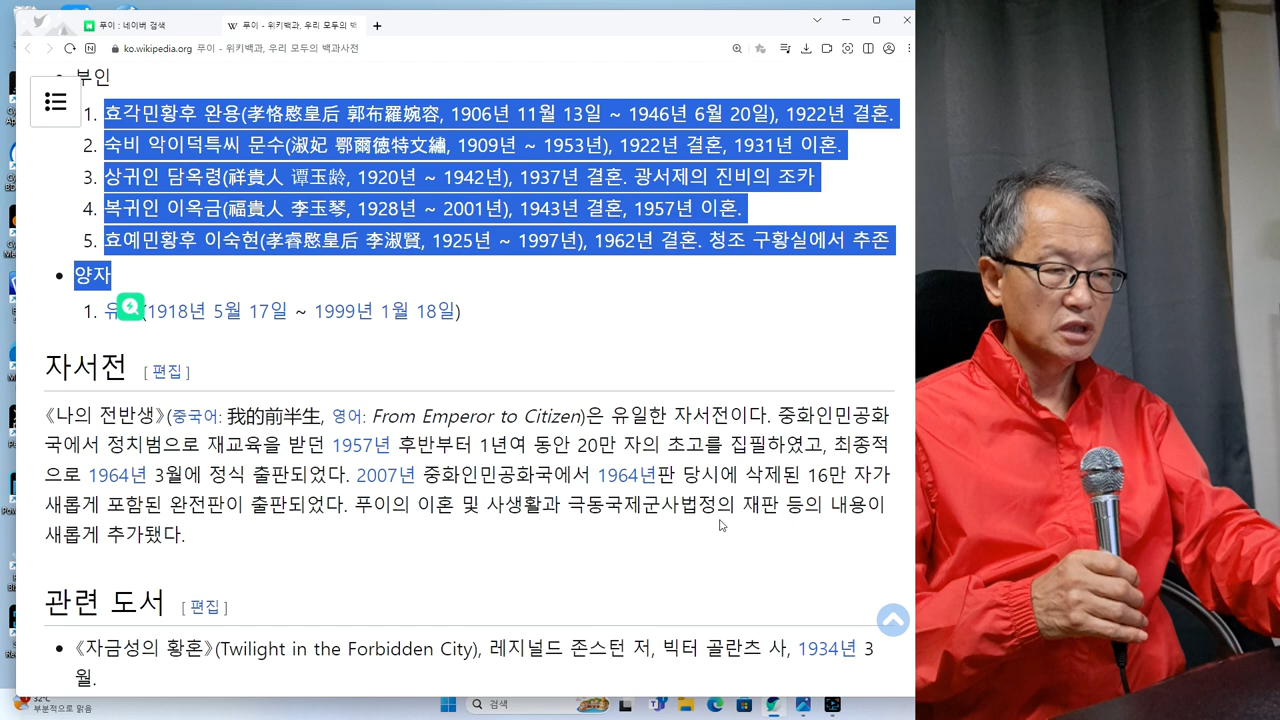 푸이 : 네이버 검색
푸이 - 위키백과, 우리 모두의 백
ko.wikipedia.org 푸이 - 위키백과, 우리 모두의 백과사전
부인
1. 효각민황후 완용(孝恪愍皇后 郭布羅婉容, 1906년 11월 13일 ~ 1946년 6월 20일), 1922년 결혼.
2. 숙비 악이덕특씨 문수(淑妃 鄂爾德特文繡, 1909년 ~ 1953년), 1922년 결혼, 1931년 이혼.
3. 상귀인 담옥령(祥貴人 谭玉龄, 1920년 ~ 1942년), 1937년 결혼. 광서제의 진비의 조카
4. 복귀인 이옥금(福貴人 李玉琴, 1928년 ~ 2001년), 1943년 결혼, 1957년 이혼.
5. 효예민황후 이숙현(孝睿愍皇后 李淑賢, 1925년 ~ 1997년), 1962년 결혼. 청조 구황실에서 추존
양자
1. 유 (1918년 5월 17일 ~ 1999년 1월 18일)
자서전 [ 편집 ]
《나의 전반생》(중국어: 我的前半生, 영어: From Emperor to Citizen)은 유일한 자서전이다. 중화인민공화
국에서 정치범으로 재교육을 받던 1957년 후반부터 1년여 동안 20만 자의 초고를 집필하였고, 최종적
으로 1964년 3월에 정식 출판되었다. 2007년 중화인민공화국에서 1964년판 당시에 삭제된 16만 자가
새롭게 포함된 완전판이 출판되었다. 푸이의 이혼 및 사생활과 극동국제군사법정의 재판 등의 내용이
새롭게 추가됐다.
관련 도서 [ 편집 ]
《자금성의 황혼》(Twilight in the Forbidden City), 레지널드 존스턴 저, 빅터 골란츠 사, 1934년 3
월.
32°C
부분적으로 맑음
검색